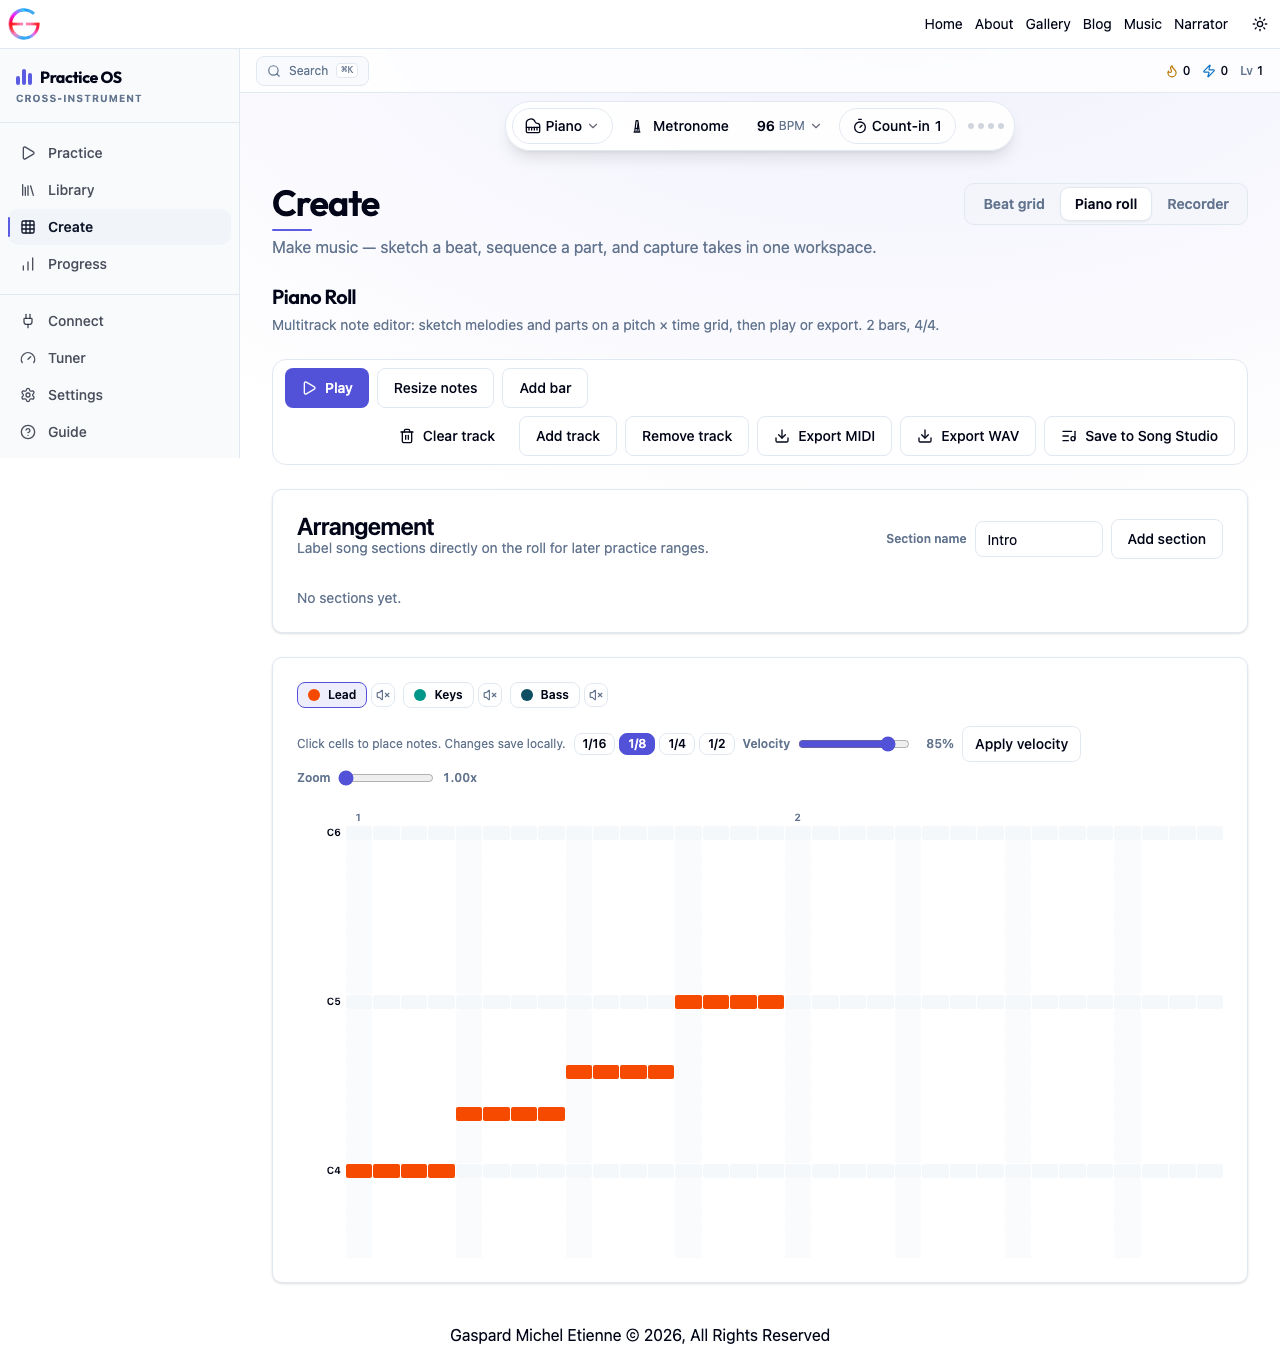 Home About Gallery Blog Music Narrator
Practice OS
CROSS-INSTRUMENT
Search ⌘K
0 0 Lv 1
Piano Metronome 96 BPM Count-in 1
Practice
Library
Create
Progress
Connect
Tuner
Settings
Guide
Create
Beat grid Piano roll Recorder
Make music — sketch a beat, sequence a part, and capture takes in one workspace.
Piano Roll
Multitrack note editor: sketch melodies and parts on a pitch × time grid, then play or export. 2 bars, 4/4.
Play Resize notes Add bar
Clear track Add track Remove track Export MIDI Export WAV Save to Song Studio
Arrangement
Label song sections directly on the roll for later practice ranges.
Section name Intro Add section
No sections yet.
Lead Keys Bass
Click cells to place notes. Changes save locally. 1/16 1/8 1/4 1/2 Velocity 85% Apply velocity
Zoom 1.00x
1 2
C6
C5
C4
Gaspard Michel Etienne © 2026, All Rights Reserved